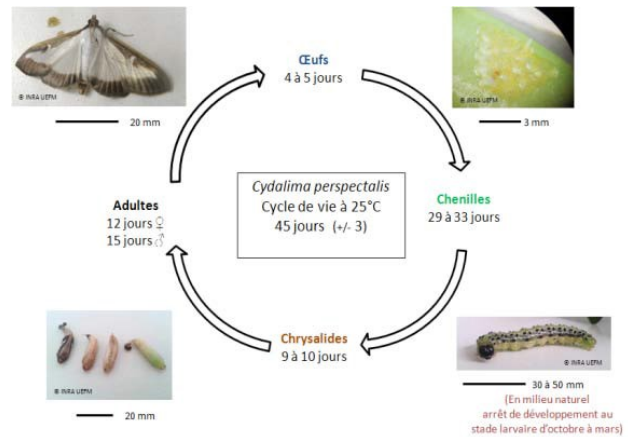 Œufs
4 à 5 jours
© INRA UEFM
20 mm
© INRA UEFM
3 mm
Cydalima perspectalis
Cycle de vie à 25°C
45 jours (+/- 3)
Adultes
12 jours ♀
15 jours ♂
Chenilles
29 à 33 jours
Chrysalides
9 à 10 jours
© INRA UEFM
20 mm
© INRA UEFM
30 à 50 mm
(En milieu naturel
arrêt de développement au
stade larvaire d'octobre à mars)